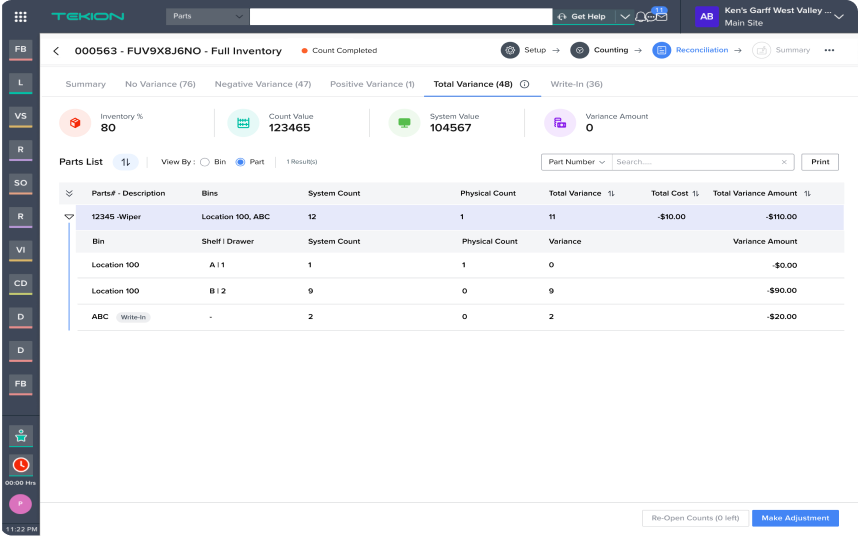 TEKION Parts Get Help 11 AB Ken's Garff West Valley ...
Main Site
FB
L
VS
R
SO
R
VI
CD
D
D
FB
00:00 Hrs
P
11:22 PM
000563 - FUV9X8J6NO - Full Inventory Count Completed Setup → Counting → Reconciliation → Summary
Summary No Variance (76) Negative Variance (47) Positive Variance (1) Total Variance (48) Write-In (36)
Inventory % Count Value System Value Variance Amount
80 123465 104567 0
Parts List View By : Bin Part 1 Result(s) Part Number Search.... Print
Parts# - Description Bins System Count Physical Count Total Variance Total Cost Total Variance Amount
12345 -Wiper Location 100, ABC 12 1 11 -$10.00 -$110.00
Bin Shelf | Drawer System Count Physical Count Variance Variance Amount
Location 100 A | 1 1 1 0 -$0.00
Location 100 B | 2 9 0 9 -$90.00
ABC Write-In - 2 0 2 -$20.00
Re-Open Counts (0 left) Make Adjustment